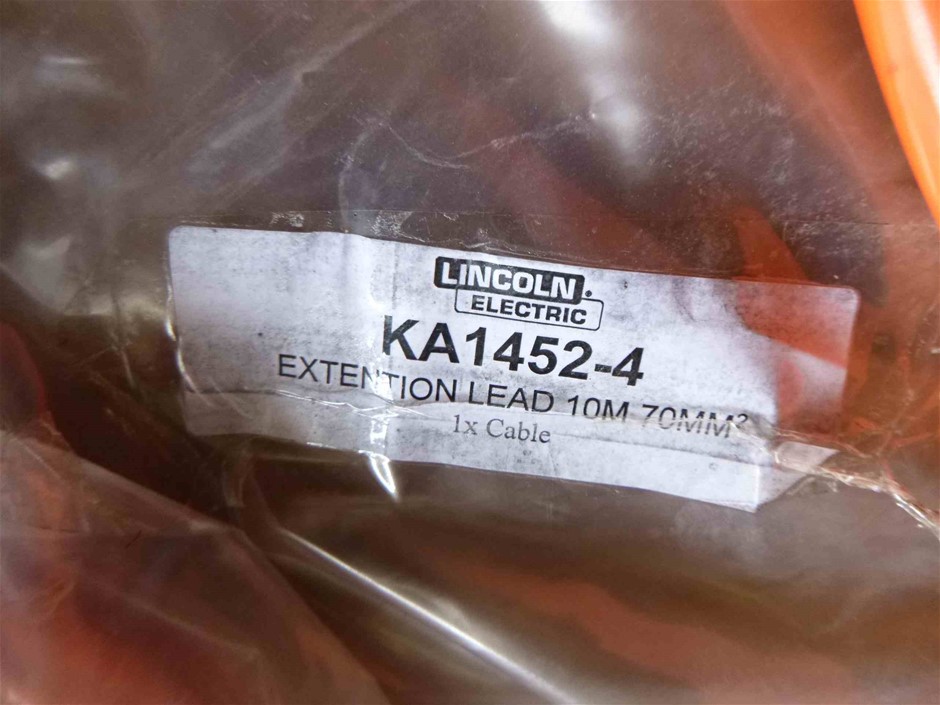 LINCOLN
ELECTRIC
KA1452-4
EXTENTION LEAD 10M 70MM²
1x Cable